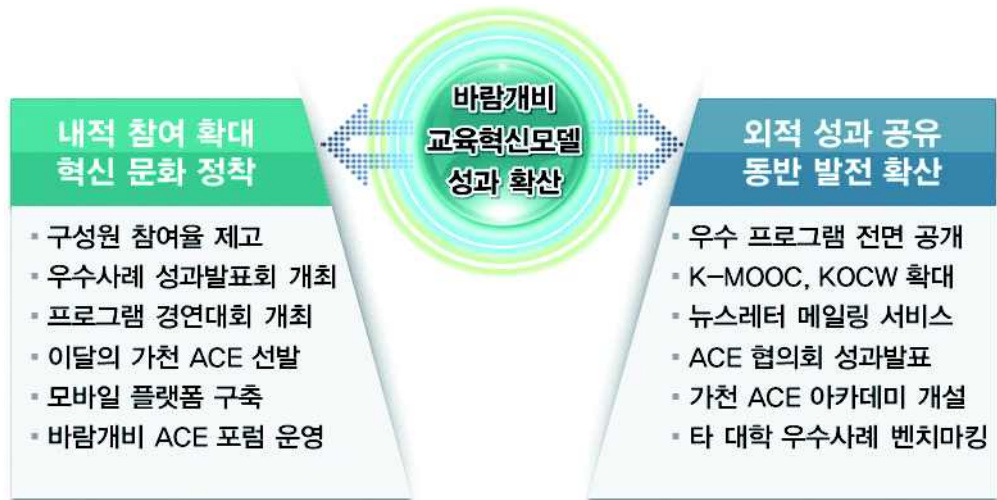 바람개비
교육혁신모델
성과 확산
내적 참여 확대
혁신 문화 정착
▪ 구성원 참여율 제고
▪ 우수사례 성과발표회 개최
▪ 프로그램 경연대회 개최
▪ 이달의 가천 ACE 선발
▪ 모바일 플랫폼 구축
▪ 바람개비 ACE 포럼 운영
외적 성과 공유
동반 발전 확산
▪ 우수 프로그램 전면 공개
▪ K-MOOC, KOCW 확대
▪ 뉴스레터 메일링 서비스
▪ ACE 협의회 성과발표
▪ 가천 ACE 아카데미 개설
▪ 타 대학 우수사례 벤치마킹